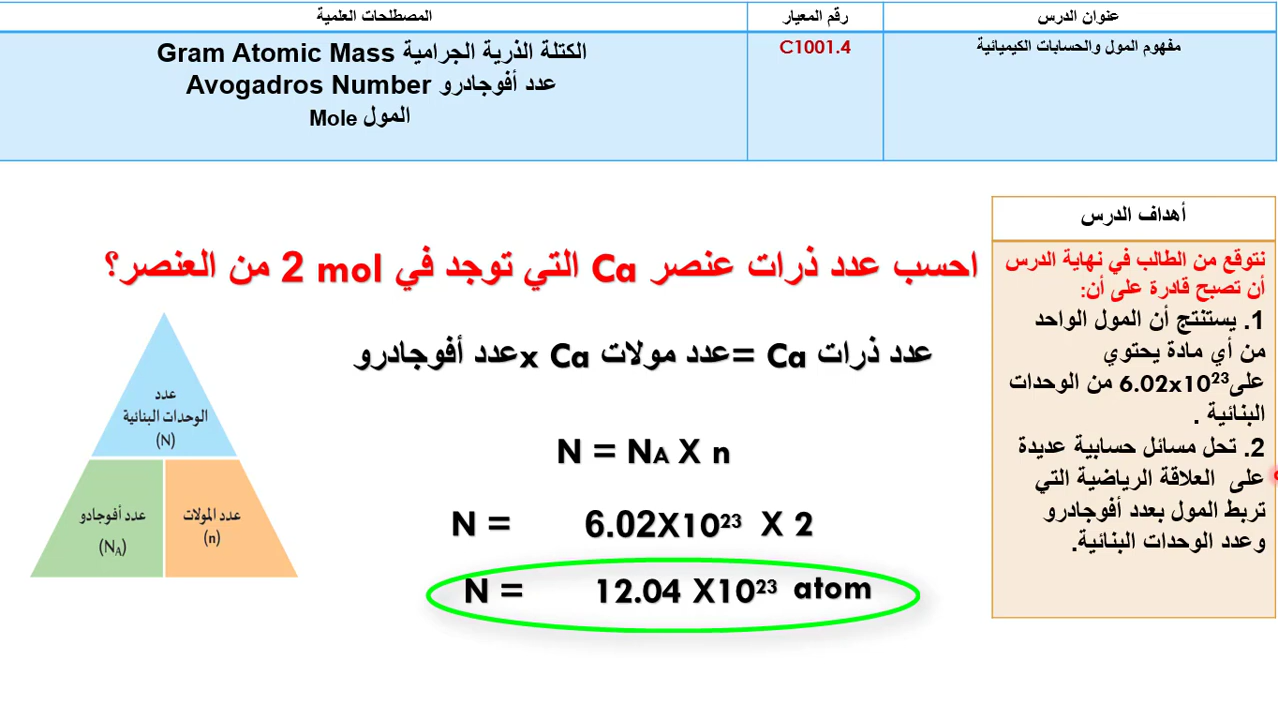 عنوان الدرس
رقم المعيار
المصطلحات العلمية
مفهوم المول والحسابات الكيميائية
C1001.4
الكتلة الذرية الجرامية Gram Atomic Mass
عدد أفوجادرو Avogadros Number
المول Mole
أهداف الدرس
نتوقع من الطالب في نهاية الدرس
أن تصبح قادرة على أن:
1. يستنتج أن المول الواحد
من أي مادة يحتوي
على 6.02x10²³ من الوحدات
البنائية .
2. تحل مسائل حسابية عديدة
على العلاقة الرياضية التي
تربط المول بعدد أفوجادرو
وعدد الوحدات البنائية.
احسب عدد ذرات عنصر Ca التي توجد في 2 mol من العنصر؟
عدد ذرات Ca =عدد مولات Ca xعدد أفوجادرو
N = NA X n
N = 6.02X10²³ X 2
N = 12.04 X10²³ atom
عدد
الوحدات البنائية
(N)
عدد المولات
(n)
عدد أفوجادو
(NA)